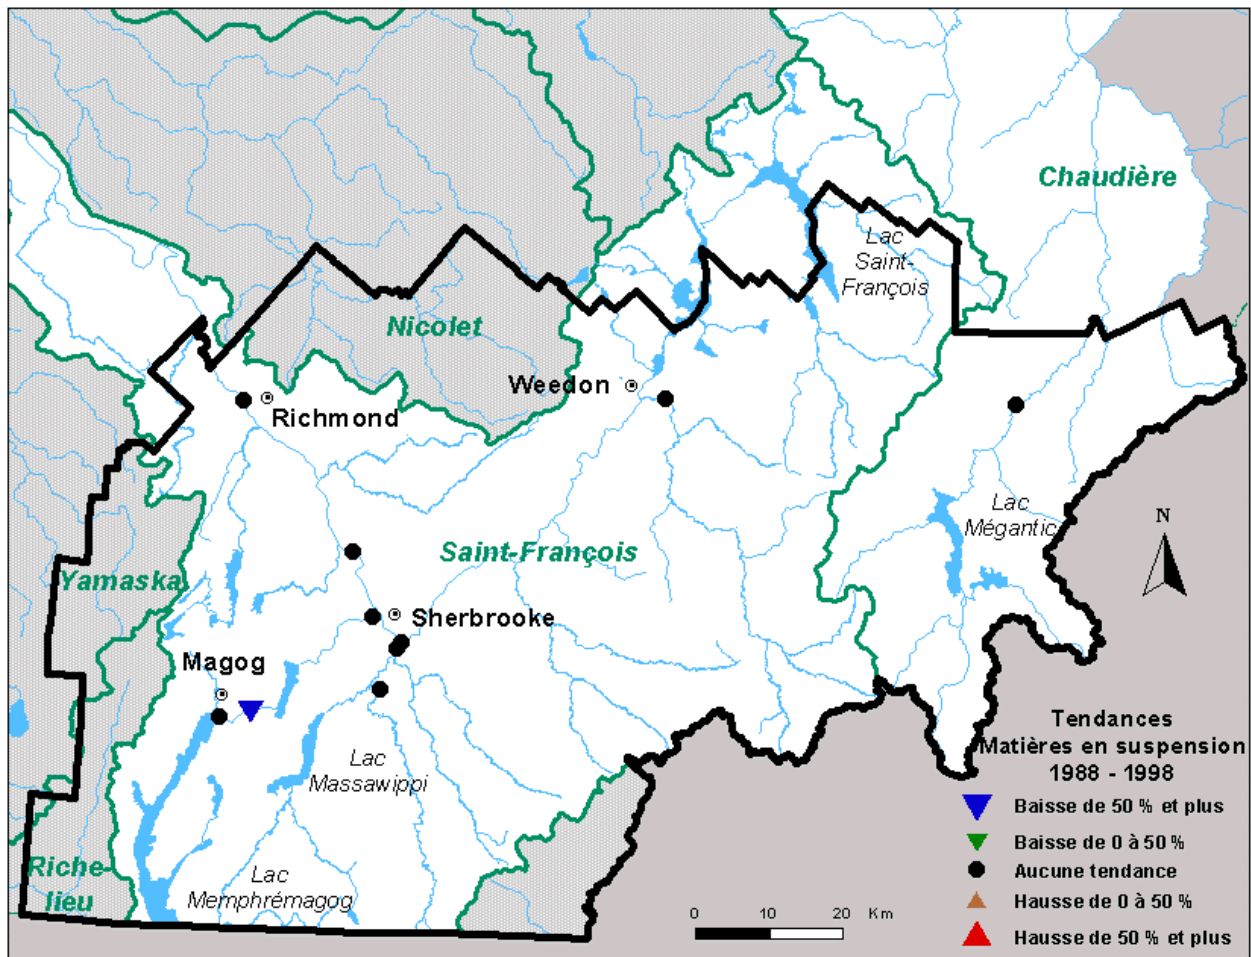 Chaudière
Lac
Saint-
François
Nicolet
Weedon
Richmond
Lac
Mégantic
N
Saint-François
Yamaska
Sherbrooke
Magog
Lac
Massawippi
Riche-
lieu
Lac
Memphrémagog
Tendances
Matières en suspension
1988 - 1998
Baisse de 50 % et plus
Baisse de 0 à 50 %
Aucune tendance
Hausse de 0 à 50 %
Hausse de 50 % et plus
0 10 20 Km